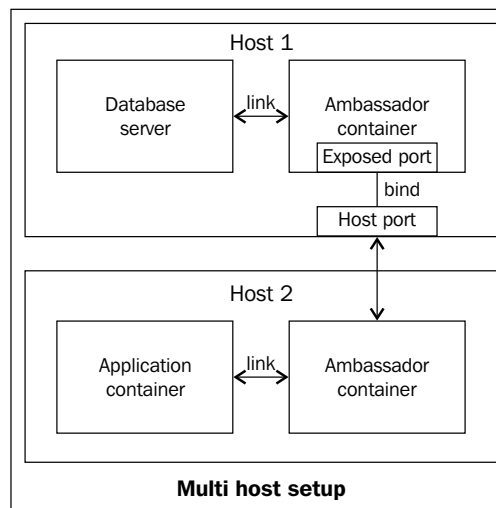 Host 1
Database
server
link
Ambassador
container
Exposed port
bind
Host port
Host 2
Application
container
link
Ambassador
container
Multi host setup